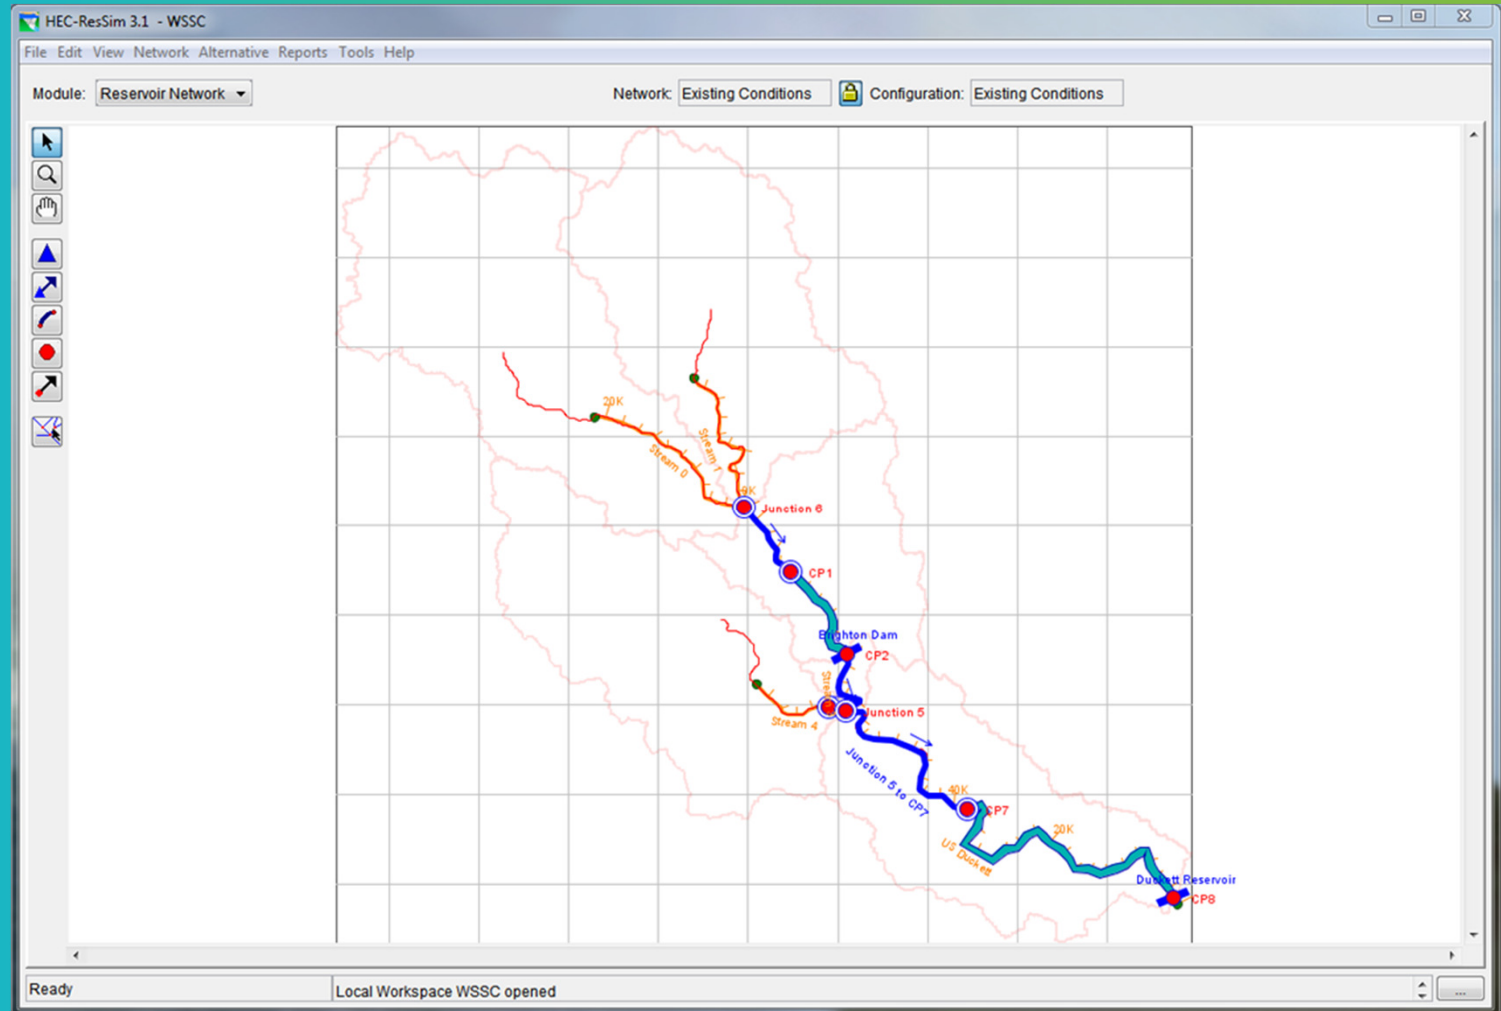 HEC-ResSim 3.1 - WSSC
File Edit View Network Alternative Reports Tools Help
Module: Reservoir Network Network: Existing Conditions Configuration: Existing Conditions
20K
Stream 0
Stream 1
0K
Junction 6
CP1
Brighton Dam
CP2
Junction 5
Stream 4
Junction 5 to CP7
40K
CP7
20K
US Duckett
Duckett Reservoir
CP8
Ready
Local Workspace WSSC opened
...